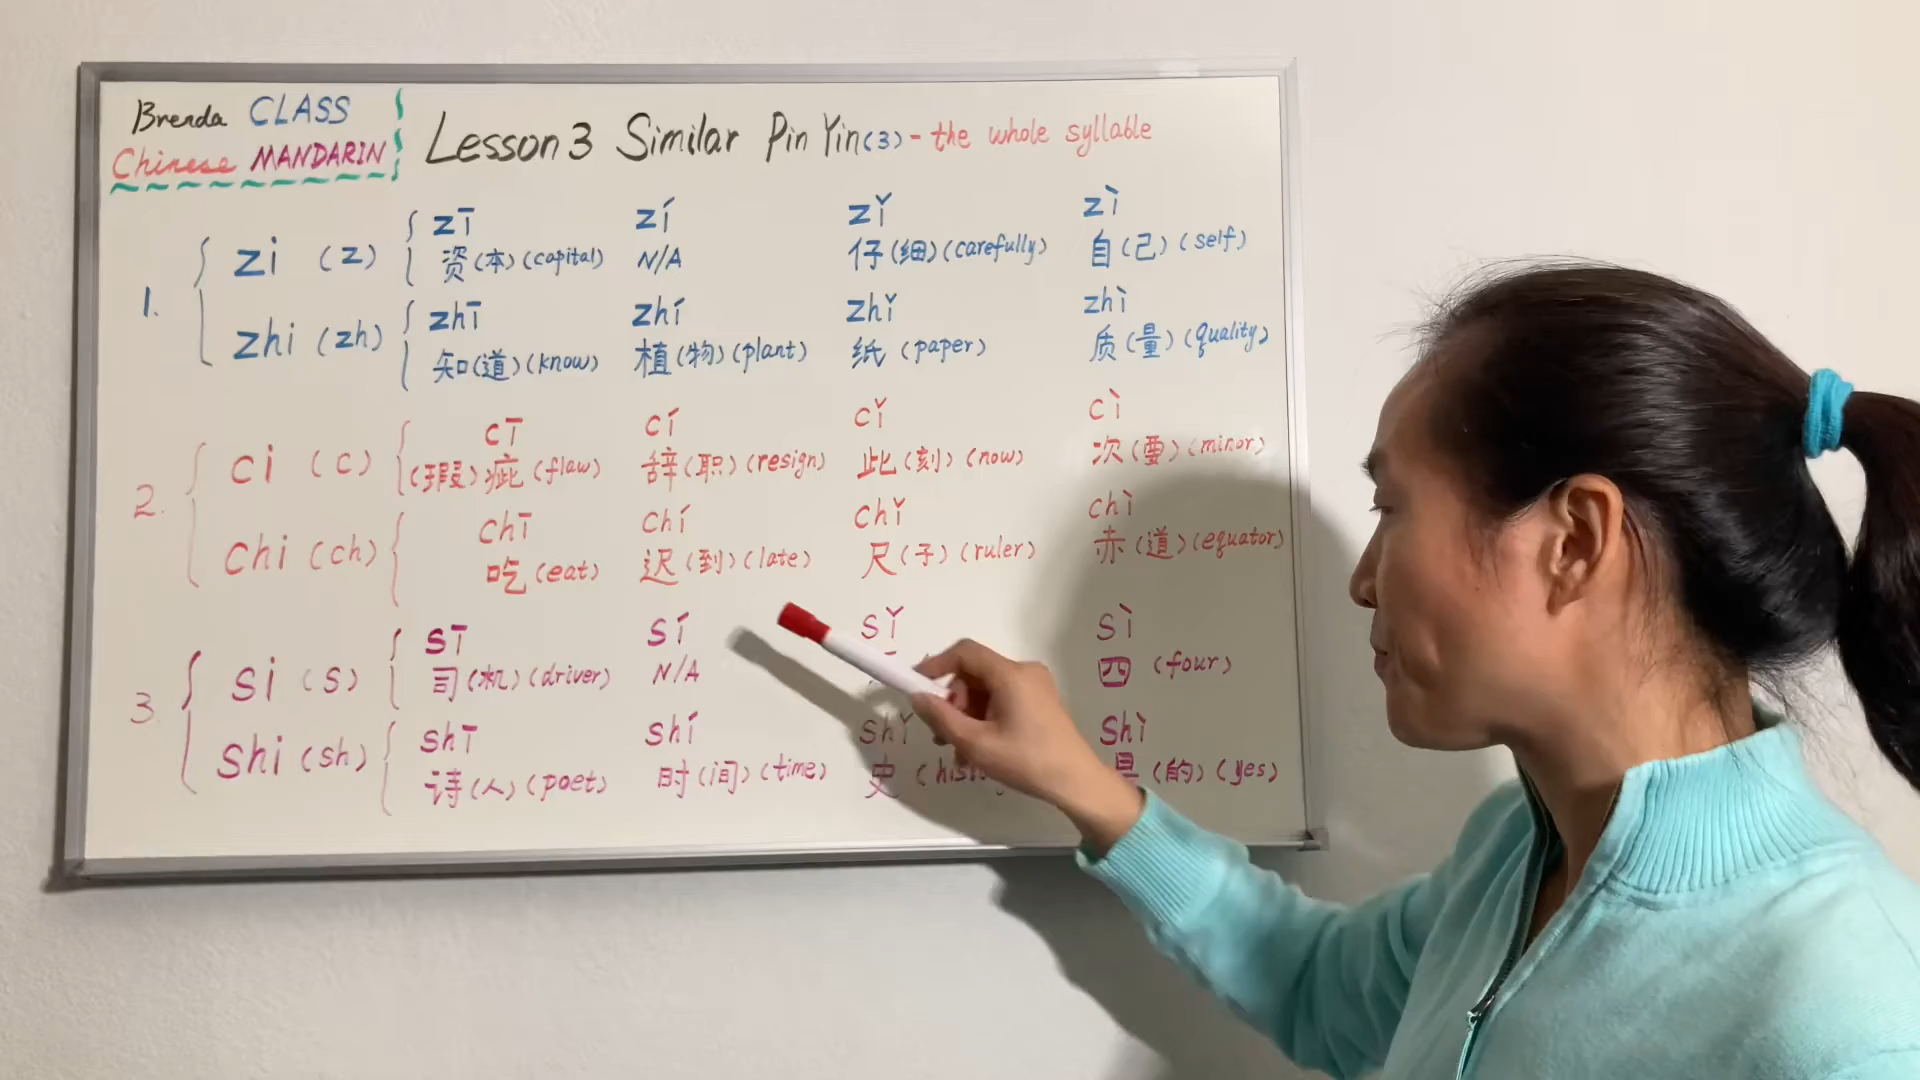 Brenda CLASS
Chinese MANDARIN
Lesson 3 Similar Pin Yin(3) - the whole syllable
1.
zi (z)
zī zí zǐ zì
资(本)(capital) N/A 仔(细)(carefully) 自(己)(self)
zhi (zh)
zhī zhí zhǐ zhì
知(道)(know) 植(物)(plant) 纸 (paper) 质(量)(quality)
2.
ci (c)
cī cí cǐ cì
(瑕)疵(flaw) 辞(职)(resign) 此(刻)(now) 次(要)(minor)
chi (ch)
chī chí chǐ chì
吃(eat) 迟(到)(late) 尺(子)(ruler) 赤(道)(equator)
3.
si (s)
sī sí sǐ sì
司(机)(driver) N/A 四 (four)
shi (sh)
shī shí shǐ shì
诗(人)(poet) 时(间)(time) 史 是(的)(yes)